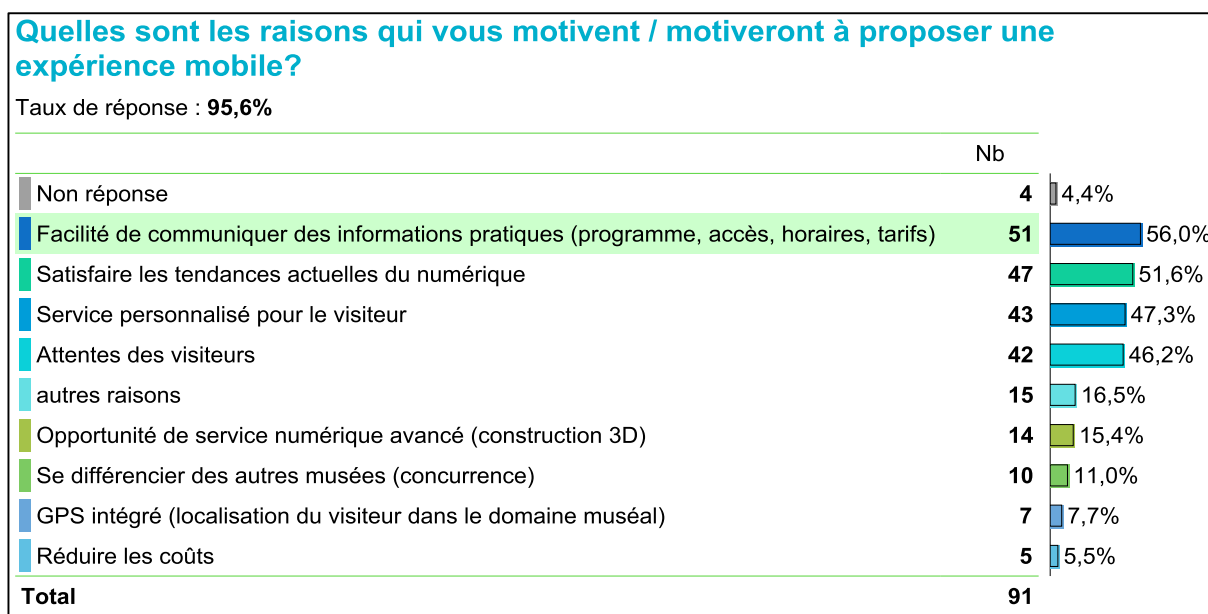 Quelles sont les raisons qui vous motivent / motiveront à proposer une
expérience mobile?
Taux de réponse : 95,6%
Nb
Non réponse 4 4,4%
Facilité de communiquer des informations pratiques (programme, accès, horaires, tarifs) 51 56,0%
Satisfaire les tendances actuelles du numérique 47 51,6%
Service personnalisé pour le visiteur 43 47,3%
Attentes des visiteurs 42 46,2%
autres raisons 15 16,5%
Opportunité de service numérique avancé (construction 3D) 14 15,4%
Se différencier des autres musées (concurrence) 10 11,0%
GPS intégré (localisation du visiteur dans le domaine muséal) 7 7,7%
Réduire les coûts 5 5,5%
Total 91